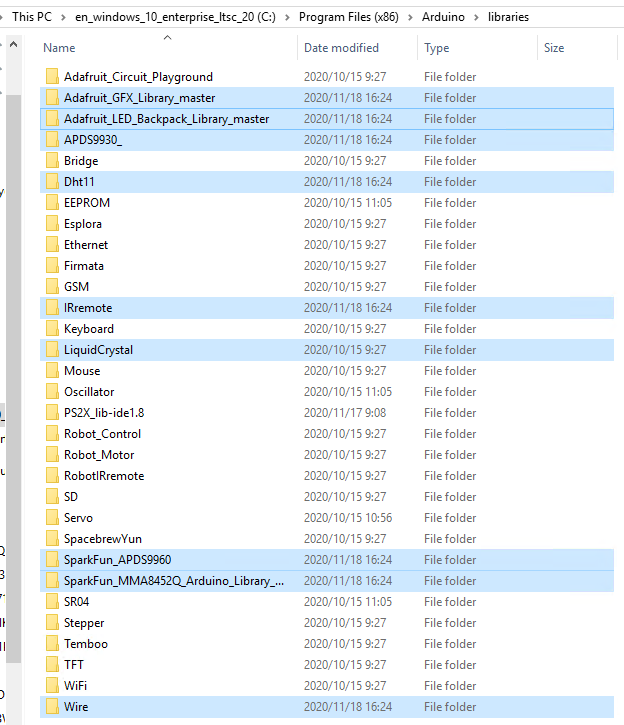 This PC > en_windows_10_enterprise_ltsc_20 (C:) > Program Files (x86) > Arduino > libraries
Name Date modified Type Size
Adafruit_Circuit_Playground 2020/10/15 9:27 File folder
Adafruit_GFX_Library_master 2020/11/18 16:24 File folder
Adafruit_LED_Backpack_Library_master 2020/11/18 16:24 File folder
APDS9930_ 2020/11/18 16:24 File folder
Bridge 2020/10/15 9:27 File folder
Dht11 2020/11/18 16:24 File folder
EEPROM 2020/10/15 11:05 File folder
Esplora 2020/10/15 9:27 File folder
Ethernet 2020/10/15 9:27 File folder
Firmata 2020/10/15 9:27 File folder
GSM 2020/10/15 9:27 File folder
IRremote 2020/11/18 16:24 File folder
Keyboard 2020/10/15 9:27 File folder
LiquidCrystal 2020/10/15 9:27 File folder
Mouse 2020/10/15 9:27 File folder
Oscillator 2020/10/15 11:05 File folder
PS2X_lib-ide1.8 2020/11/17 9:08 File folder
Robot_Control 2020/10/15 9:27 File folder
Robot_Motor 2020/10/15 9:27 File folder
RobotIRremote 2020/10/15 9:27 File folder
SD 2020/10/15 9:27 File folder
Servo 2020/10/15 10:56 File folder
SpacebrewYun 2020/10/15 9:27 File folder
SparkFun_APDS9960 2020/11/18 16:24 File folder
SparkFun_MMA8452Q_Arduino_Library_... 2020/11/18 16:24 File folder
SR04 2020/10/15 11:05 File folder
Stepper 2020/10/15 9:27 File folder
Temboo 2020/10/15 9:27 File folder
TFT 2020/10/15 9:27 File folder
WiFi 2020/10/15 9:27 File folder
Wire 2020/11/18 16:24 File folder